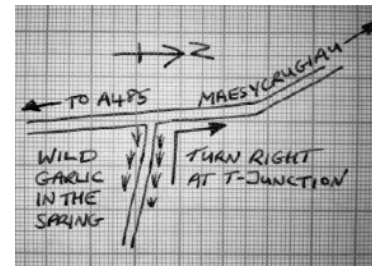 N
MAESYCRUGIAU
TO A485
WILD
GARLIC
IN THE
SPRING
TURN RIGHT
AT T-JUNCTION